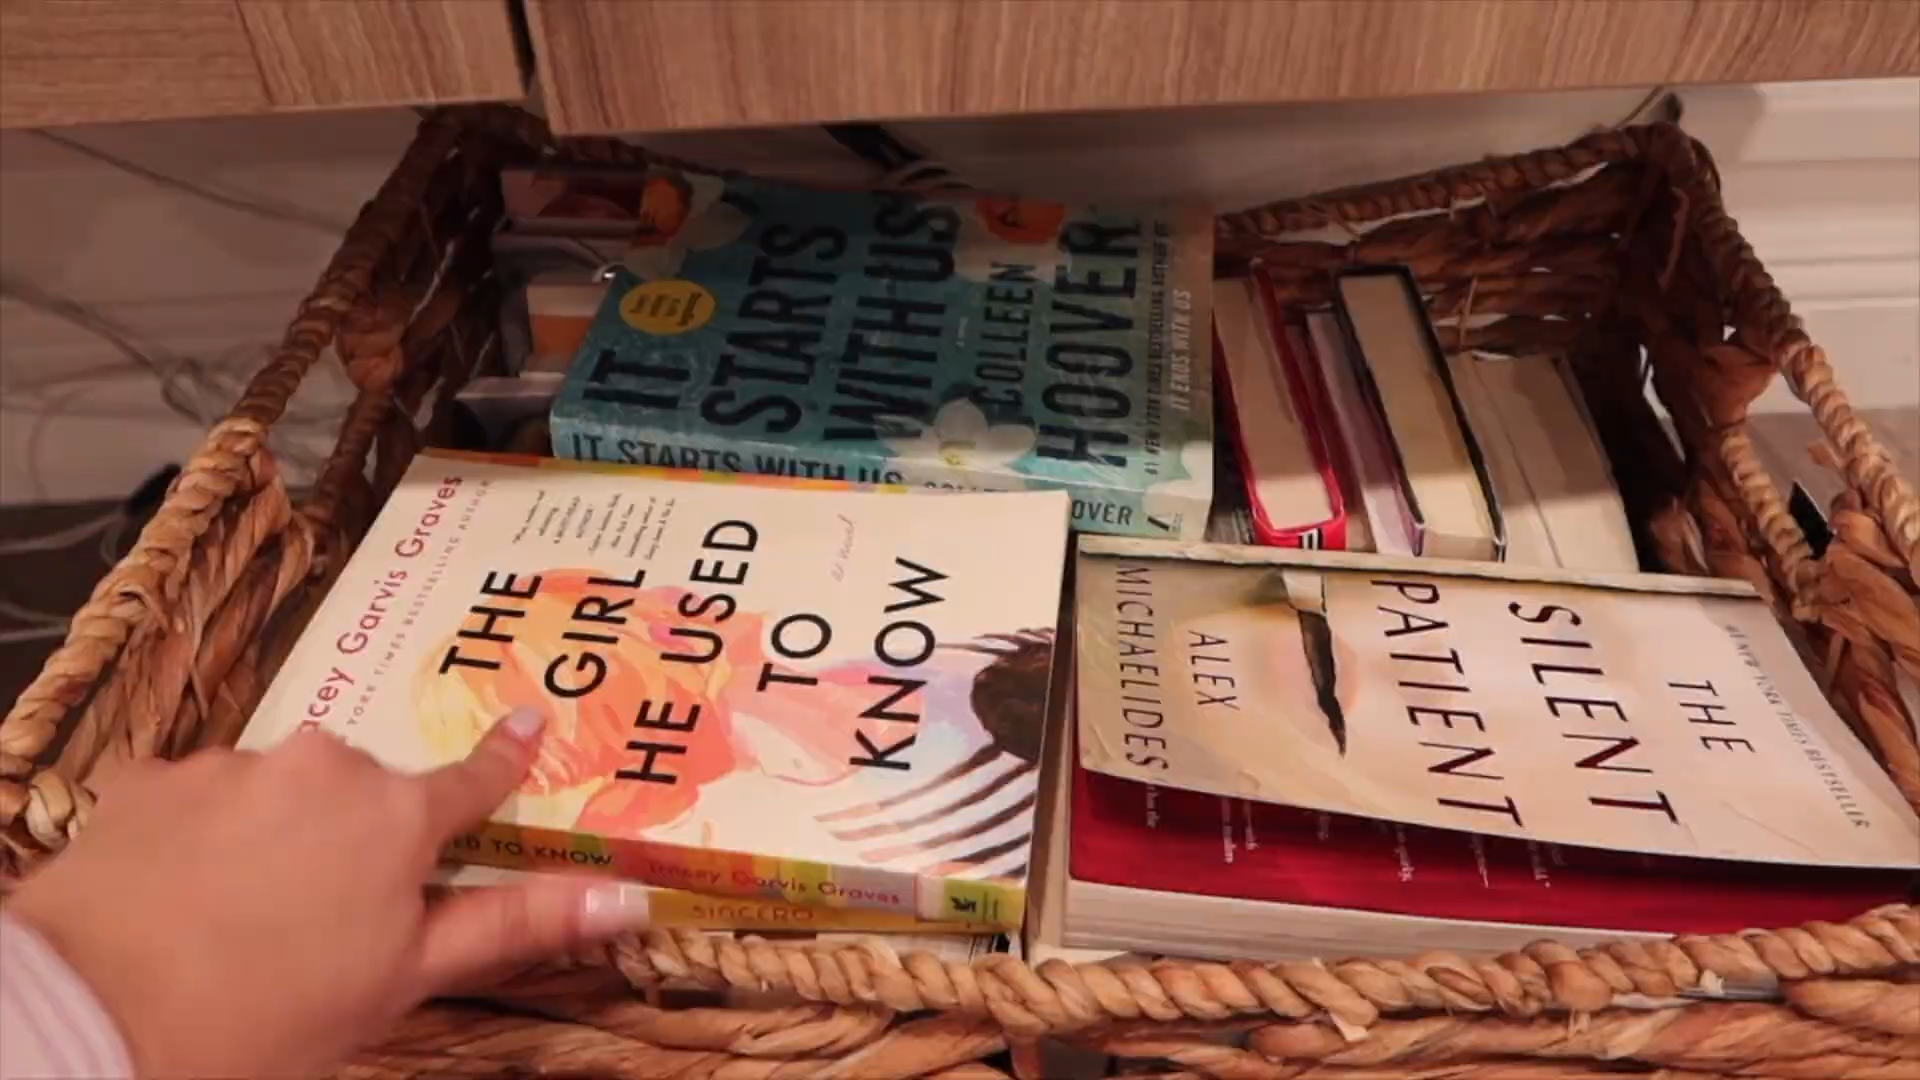 IT
STARTS
WITH US
A NOVEL
COLLEEN
HOOVER
#1 NEW YORK TIMES BESTSELLING AUTHOR OF
IT ENDS WITH US
IT STARTS WITH US
OVER
acey Garvis Graves
YORK TIMES BESTSELLING AUTHOR
THE
GIRL
HE USED
TO
KNOW
a novel
ED TO KNOW Tracey Garvis Graves
SINCERO
#1 NEW YORK TIMES BESTSELLER
THE
SILENT
PATIENT
ALEX
MICHAELIDES